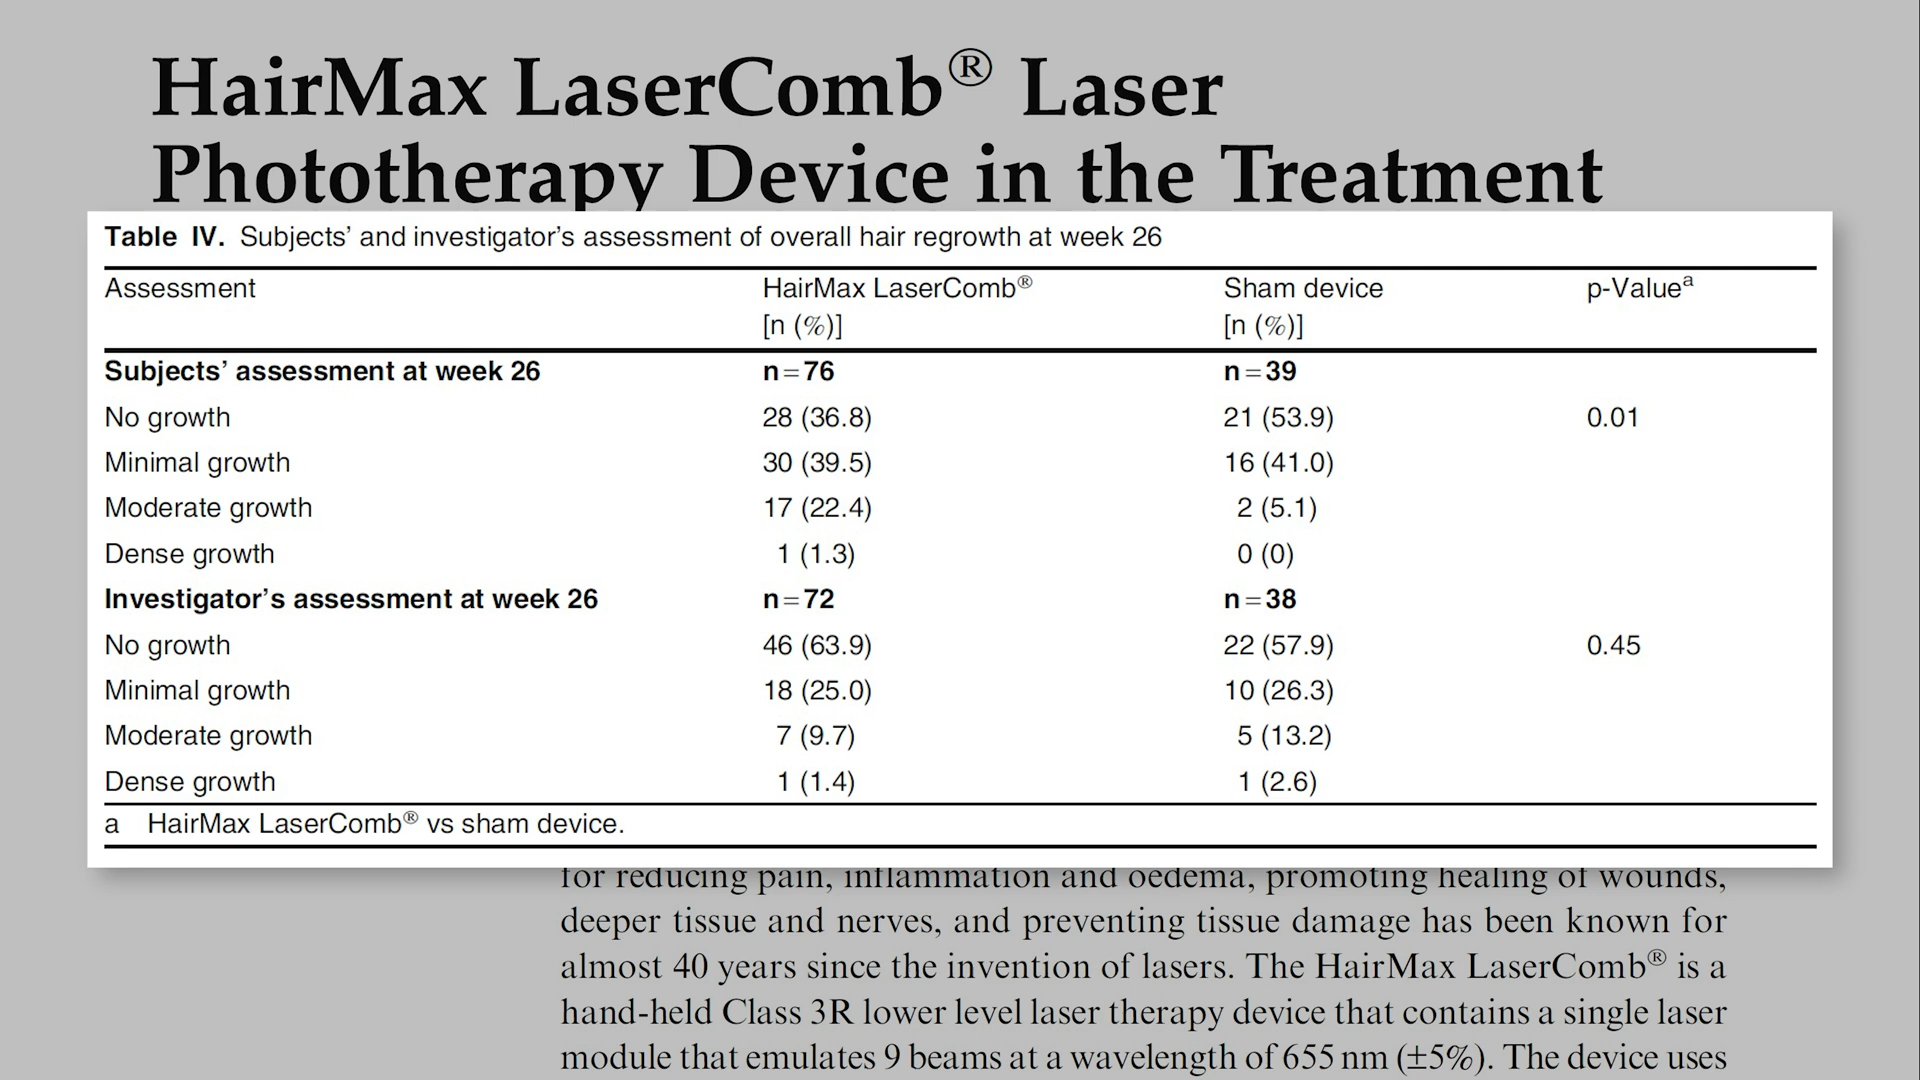 HairMax LaserComb® Laser
Phototherapy Device in the Treatment
Table IV. Subjects’ and investigator’s assessment of overall hair regrowth at week 26
Assessment HairMax LaserComb® Sham device p-Valueᵃ
[n (%)] [n (%)]
Subjects’ assessment at week 26 n=76 n=39
No growth 28 (36.8) 21 (53.9) 0.01
Minimal growth 30 (39.5) 16 (41.0)
Moderate growth 17 (22.4) 2 (5.1)
Dense growth 1 (1.3) 0 (0)
Investigator’s assessment at week 26 n=72 n=38
No growth 46 (63.9) 22 (57.9) 0.45
Minimal growth 18 (25.0) 10 (26.3)
Moderate growth 7 (9.7) 5 (13.2)
Dense growth 1 (1.4) 1 (2.6)
a HairMax LaserComb® vs sham device.
for reducing pain, inflammation and oedema, promoting healing of wounds,
deeper tissue and nerves, and preventing tissue damage has been known for
almost 40 years since the invention of lasers. The HairMax LaserComb® is a
hand-held Class 3R lower level laser therapy device that contains a single laser
module that emulates 9 beams at a wavelength of 655 nm (±5%). The device uses